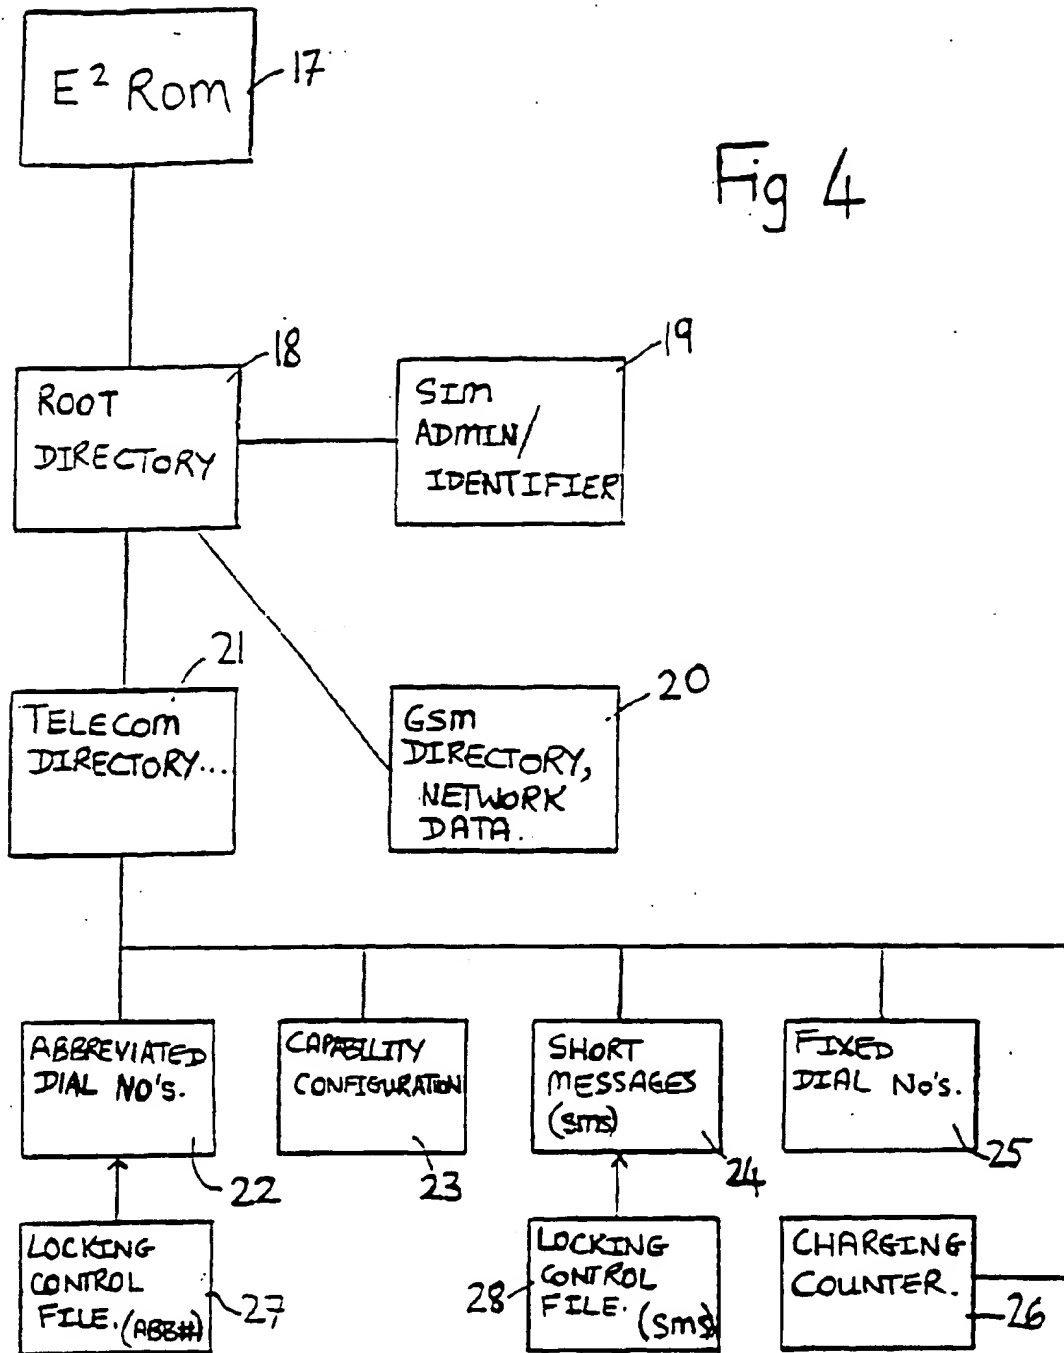 E² Rom
17
Fig 4
18
ROOT
DIRECTORY
19
SIM
ADMIN/
IDENTIFIER
21
TELECOM
DIRECTORY...
20
GSM
DIRECTORY,
NETWORK
DATA.
ABBREVIATED
DIAL NO's.
22
CAPABILITY
CONFIGURATION
23
SHORT
MESSAGES
(SMS)
24
FIXED
DIAL NO's.
25
LOCKING
CONTROL
FILE. (ABB#)
27
28
LOCKING
CONTROL
FILE. (SMS)
CHARGING
COUNTER.
26